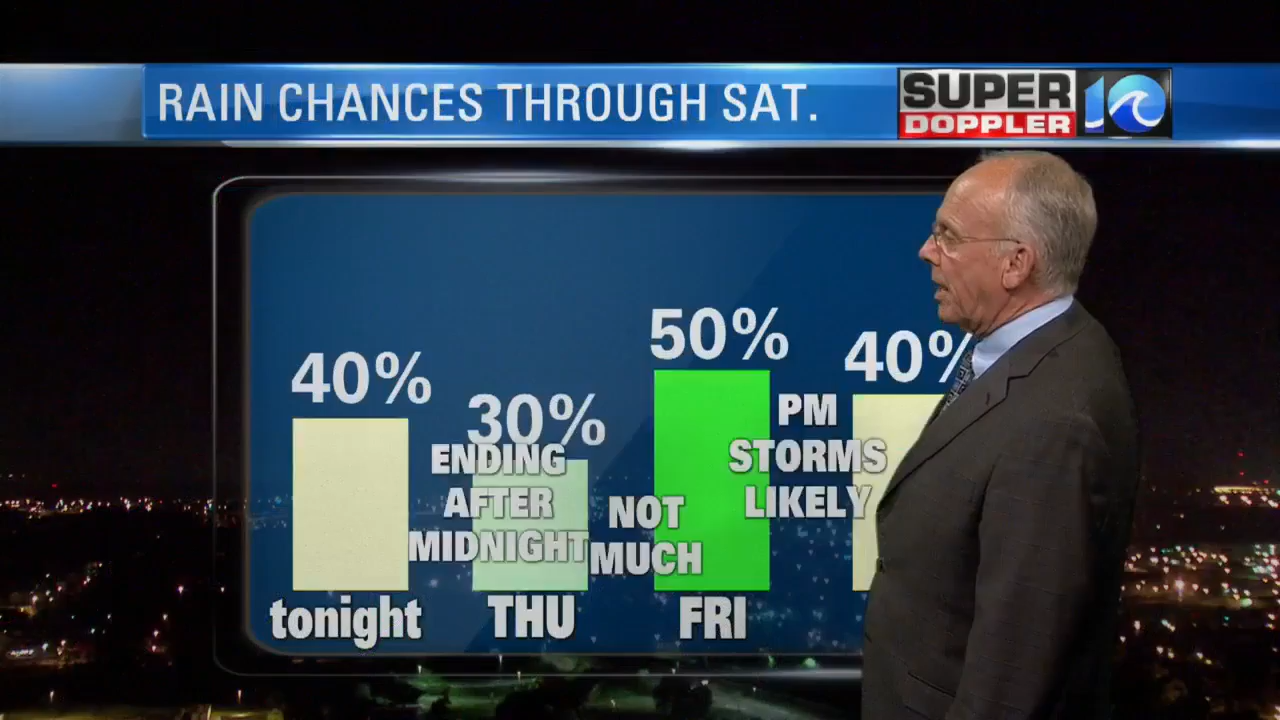 RAIN CHANCES THROUGH SAT.
SUPER
DOPPLER
10
40%
30%
50%
40%
ENDING
AFTER
MIDNIGHT
NOT
MUCH
PM
STORMS
LIKELY
tonight
THU
FRI